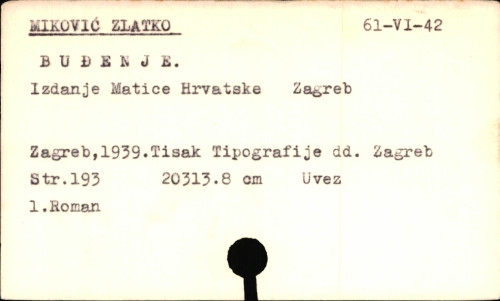 MIKOVIĆ ZLATKO 61-VI-42
B U Đ E N J E.
Izdanje Matice Hrvatske Zagreb
Zagreb,1939.Tisak Tipografije dd. Zagreb
Str.193 20313.8 cm Uvez
1.Roman